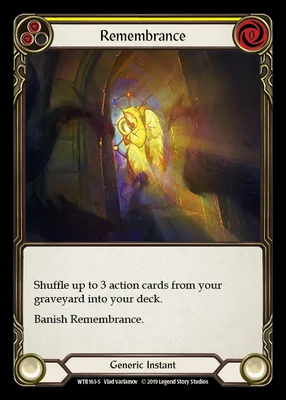 Remembrance
0
Shuffle up to 3 action cards from your
graveyard into your deck.
Banish Remembrance.
Generic Instant
WTR163-S Vlad Varlamov © 2019 Legend Story Studios